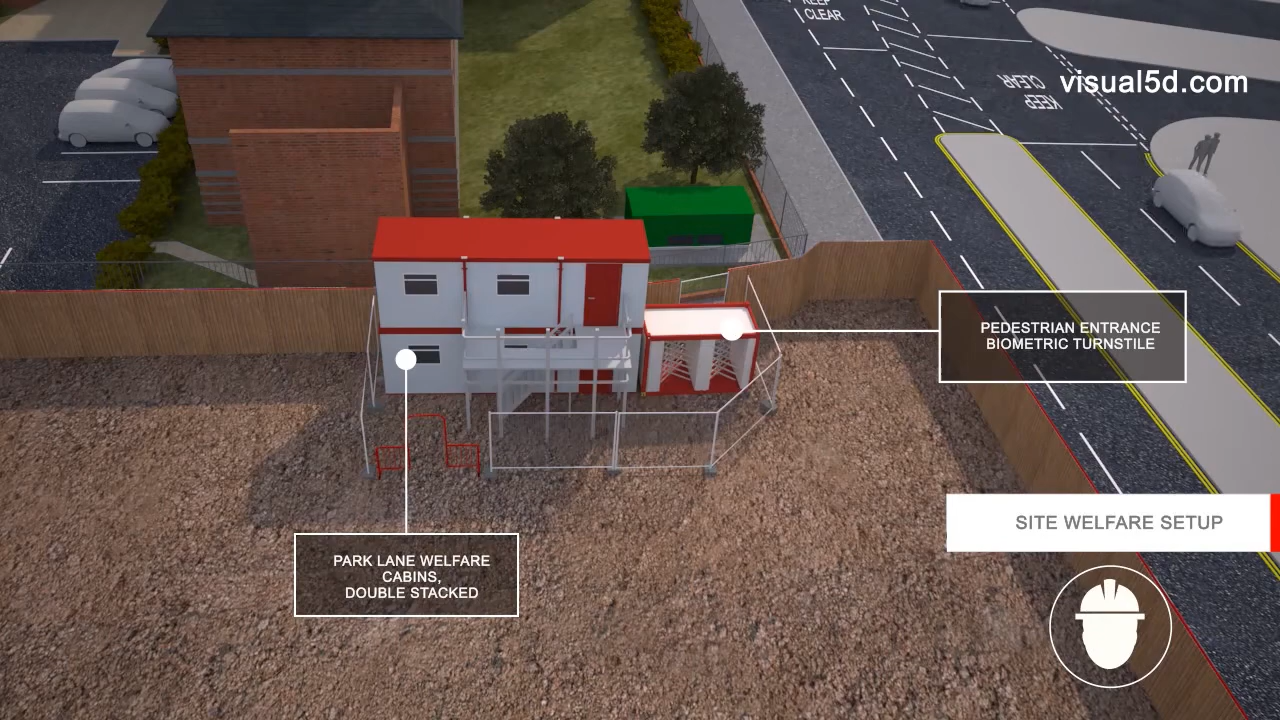 KEEP
CLEAR
KEEP
CLEAR
visual5d.com
PEDESTRIAN ENTRANCE
BIOMETRIC TURNSTILE
SITE WELFARE SETUP
PARK LANE WELFARE
CABINS,
DOUBLE STACKED